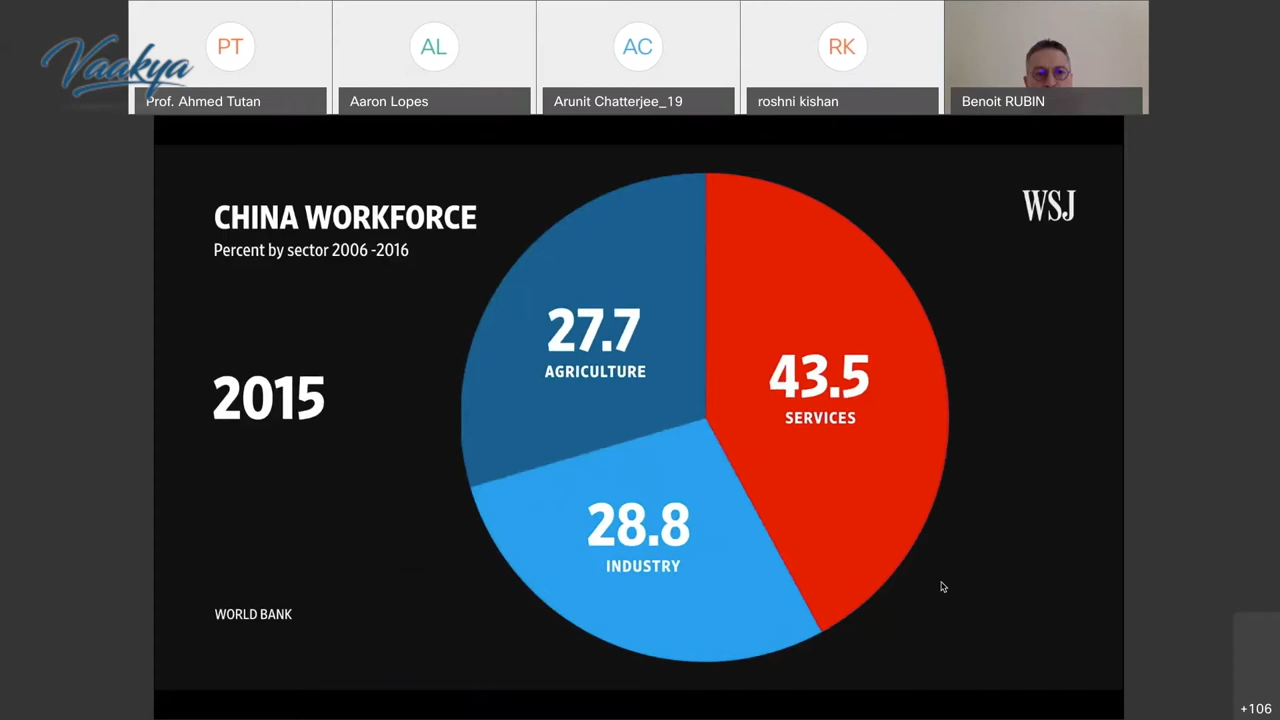 Vaakya
PT
AL
AC
RK
Prof. Ahmed Tutan
Aaron Lopes
Arunit Chatterjee_19
roshni kishan
Benoit RUBIN
CHINA WORKFORCE
Percent by sector 2006 -2016
WSJ
27.7
AGRICULTURE
43.5
SERVICES
2015
28.8
INDUSTRY
WORLD BANK
+106